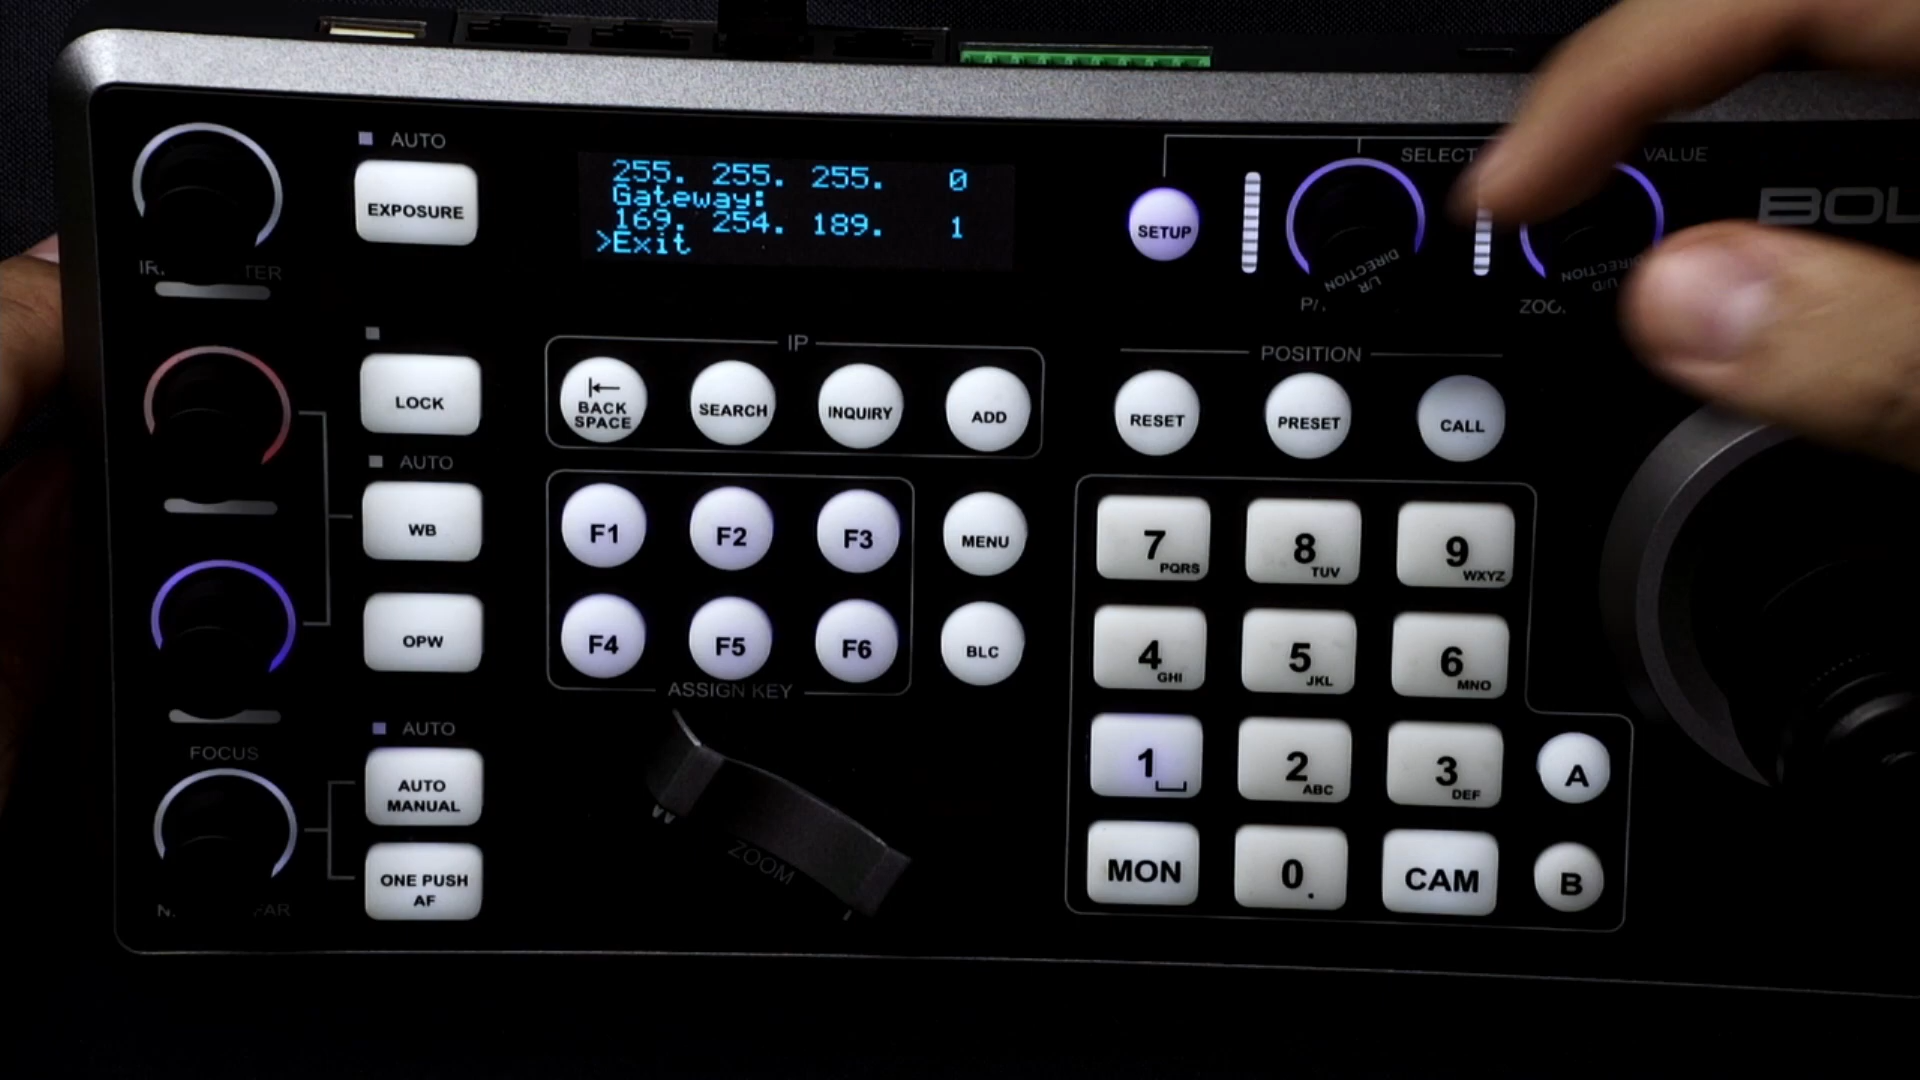 AUTO
EXPOSURE
255. 255. 255. 0
Gateway:
169. 254. 189. 1
>Exit
SETUP
SELECT
VALUE
L/R
DIRECTION
U/D
DIRECTION
LOCK
AUTO
WB
OPW
IP
BACK
SPACE
SEARCH
INQUIRY
ADD
POSITION
RESET
PRESET
CALL
F1
F2
F3
MENU
F4
F5
F6
BLC
ASSIGN KEY
7 PQRS
8 TUV
9 WXYZ
4 GHI
5 JKL
6 MNO
1
2 ABC
3 DEF
A
MON
0 .
CAM
B
FOCUS
AUTO
AUTO
MANUAL
ONE PUSH
AF
FAR
W
ZOOM